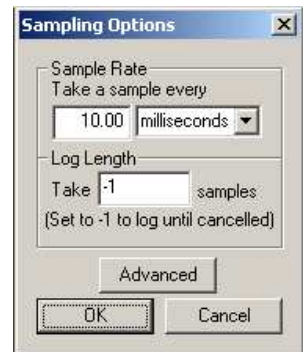 Sampling Options
Sample Rate
Take a sample every
10.00 milliseconds
Log Length
Take -1 samples
(Set to -1 to log until cancelled)
Advanced
OK Cancel